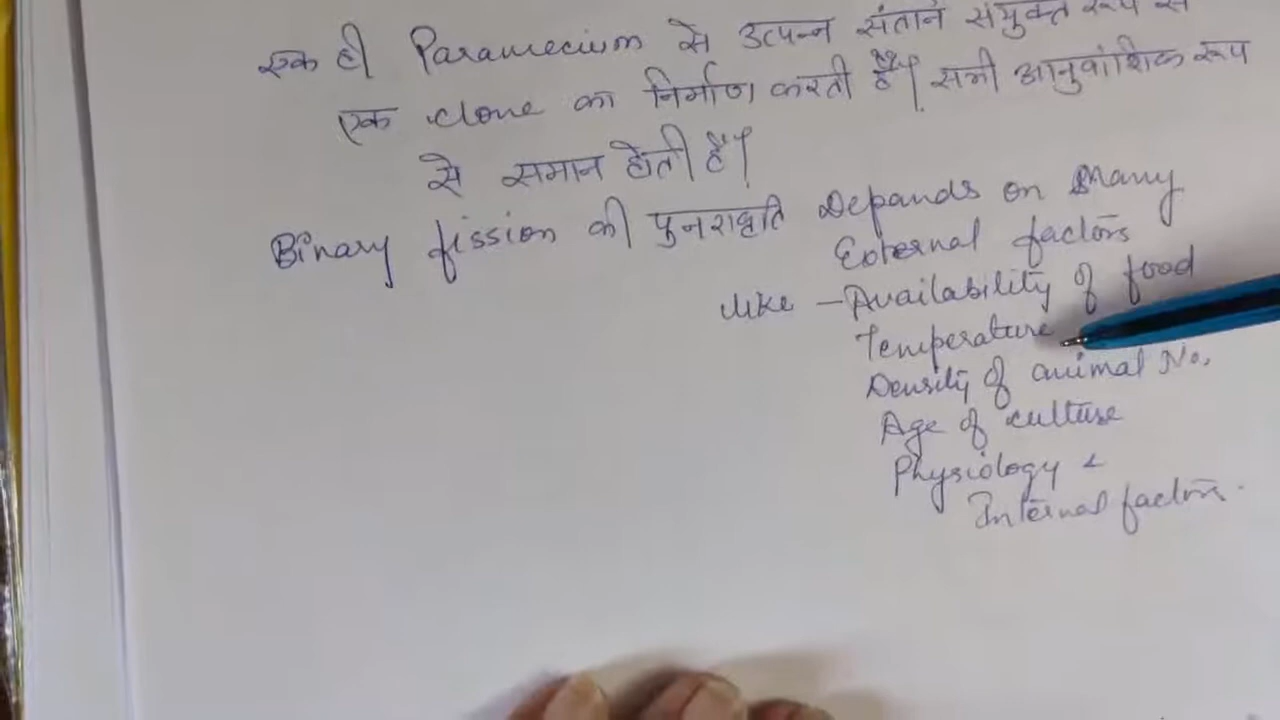 एक ही Paramecium से उत्पन्न संतानें संयुक्त रूप से
एक clone का निर्माण करती हैं। सभी आनुवांशिक रूप
से समान होती हैं।
Binary fission की पुनरावृति Depands on Many
External factors
like - Availability of food
Temperature
Density of animal No.
Age of culture
Physiology &
Internal factors.